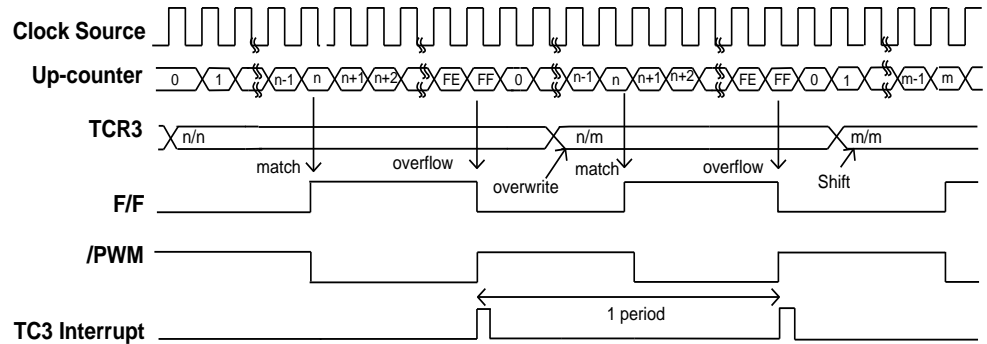 Clock Source
Up-counter 0 1 n-1 n n+1 n+2 FE FF 0 n-1 n n+1 n+2 FE FF 0 1 m-1 m
TCR3 n/n n/m m/m
match overflow overwrite match overflow Shift
F/F
/PWM
1 period
TC3 Interrupt